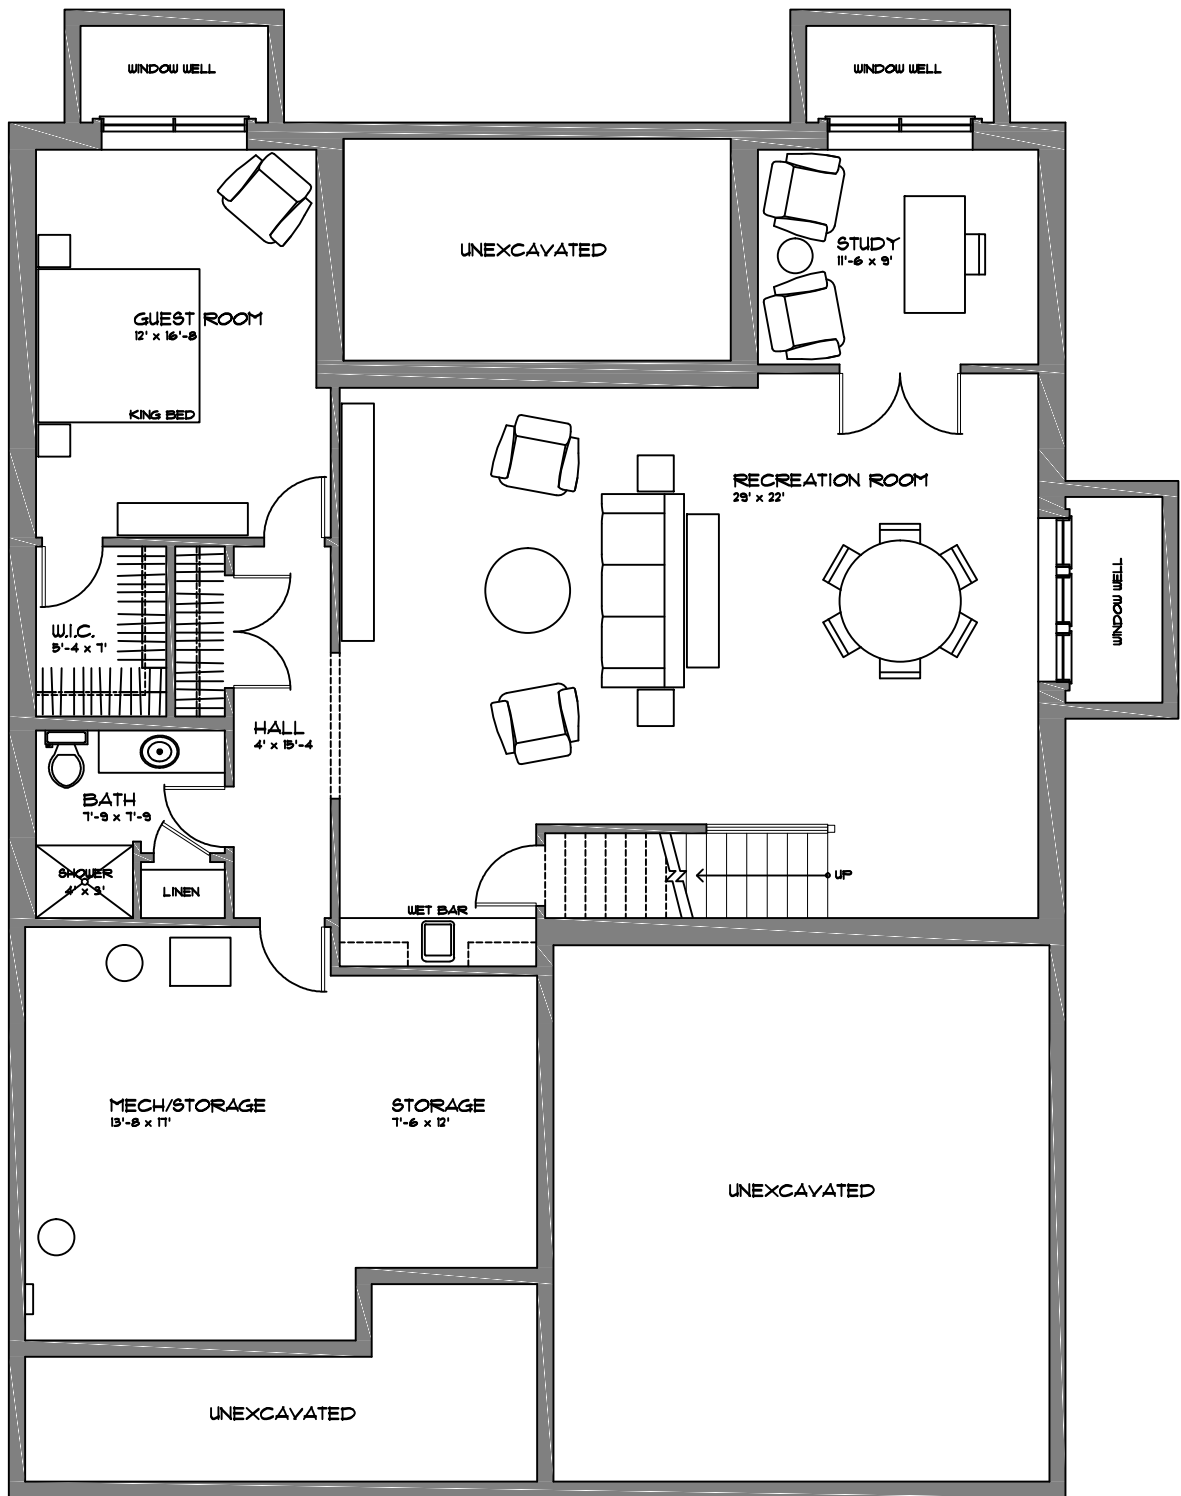 WINDOW WELL
WINDOW WELL
UNEXCAVATED
STUDY
11'-6 x 9'
GUEST ROOM
12' x 16'-8
KING BED
RECREATION ROOM
29' x 22'
WINDOW WELL
W.I.C.
5'-4 x 7'
HALL
4' x 15'-4
BATH
7'-9 x 7'-9
SHOWER
4' x 3'
LINEN
UP
WET BAR
MECH/STORAGE
13'-8 x 17'
STORAGE
7'-6 x 12'
UNEXCAVATED
UNEXCAVATED